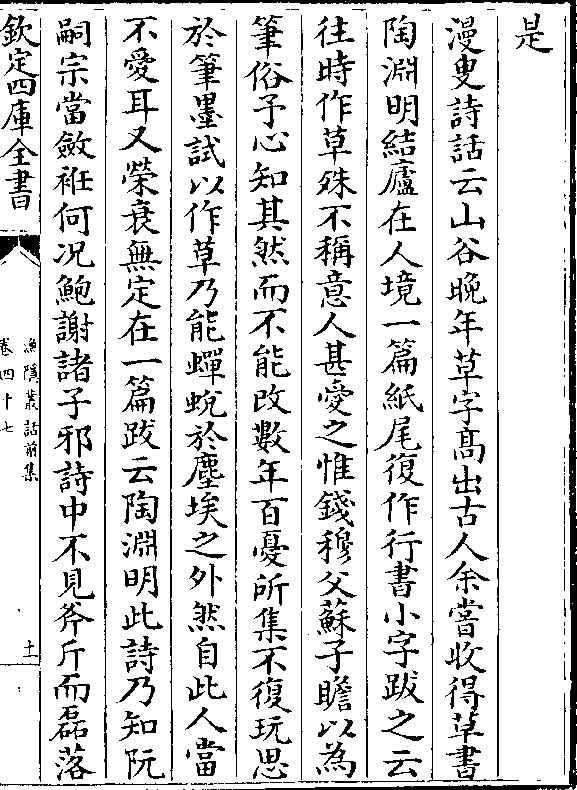 是
漫叟詩話云山谷晚年草字髙出古人余嘗收得草書
陶淵明結廬在人境一篇紙尾復作行書小字跋之云
往時作草殊不稱意人甚愛之惟錢穆父蘇子瞻以為
筆俗予心知其然而不能改數年百憂所集不復玩思
於筆墨試以作草乃能蟬蛻於塵埃之外然自此人當
不愛耳又榮衰無定在一篇跋云陶淵明此詩乃知阮
嗣宗當斂衽何况鮑謝諸子邪詩中不見斧斤而磊落
欽定四庫全書
漁隱叢話前集
卷四十七
十